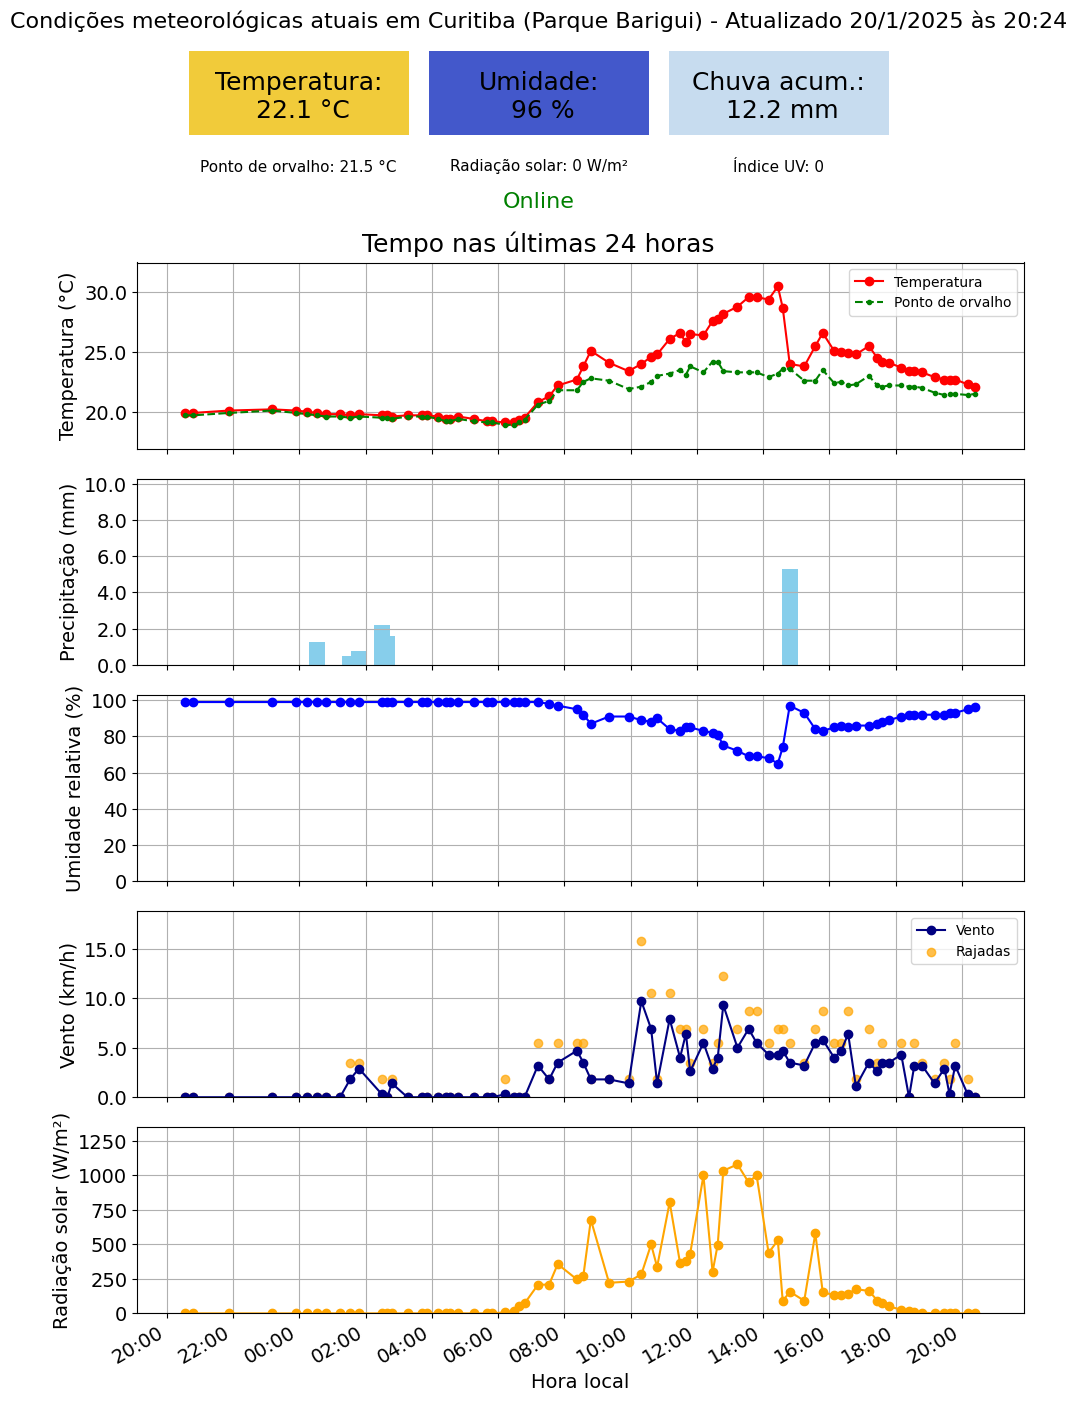 Condições meteorológicas atuais em Curitiba (Parque Barigui) - Atualizado 20/1/2025 às 20:24
Temperatura:
22.1 °C
Umidade:
96 %
Chuva acum.:
12.2 mm
Ponto de orvalho: 21.5 °C
Radiação solar: 0 W/m²
Índice UV: 0
Online
Tempo nas últimas 24 horas
Temperatura (°C)
30.0
25.0
20.0
Temperatura
Ponto de orvalho
Precipitação (mm)
10.0
8.0
6.0
4.0
2.0
0.0
Umidade relativa (%)
100
80
60
40
20
0
Vento (km/h)
15.0
10.0
5.0
0.0
Vento
Rajadas
Radiação solar (W/m²)
1250
1000
750
500
250
0
20:00
22:00
00:00
02:00
04:00
06:00
08:00
10:00
12:00
14:00
16:00
18:00
20:00
Hora local